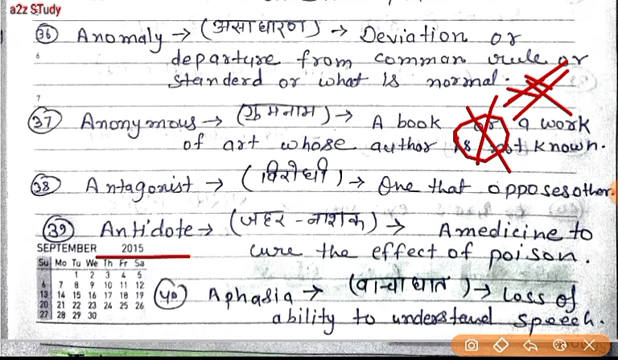 a2z STudy
36 Anomaly → (असाधारण) → Deviation or
departure from common rule or
standerd or what is normal.
37 Anonymous → (गुमनाम) → A book or a work
of art whose author is not known.
38 Antagonist → (विरोधी) → One that opposes other.
39 Antidote → (जहर-नाशक) → A medicine to
cure the effect of poison.
SEPTEMBER 2015
Su Mo Tu We Th Fr Sa
1 2 3 4 5
6 7 8 9 10 11 12
13 14 15 16 17 18 19
20 21 22 23 24 25 26
27 28 29 30
40 Aphasia → (वाचाघात) → Loss of
ability to understand speech.